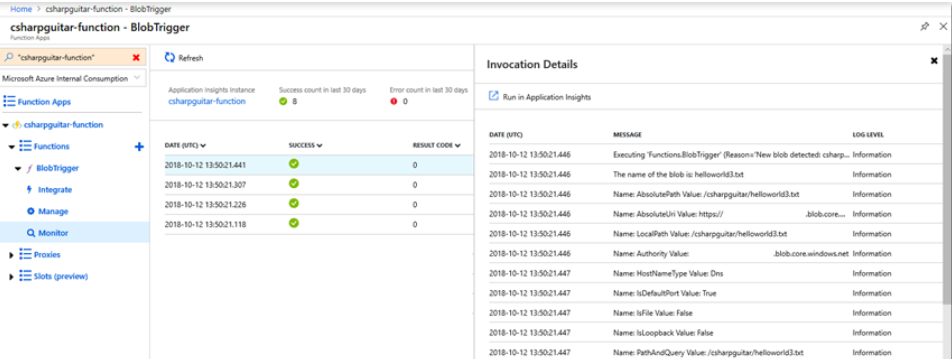 Home > csharpguitar-function - BlobTrigger
csharpguitar-function - BlobTrigger
Function Apps
"csharpguitar-function"
Microsoft Azure Internal Consumption
Function Apps
csharpguitar-function
Functions
BlobTrigger
Integrate
Manage
Monitor
Proxies
Slots (preview)
Refresh
Application Insights Instance Success count in last 30 days Error count in last 30 days
csharpguitar-function 8 0
DATE (UTC) SUCCESS RESULT CODE
2018-10-12 13:50:21.441 0
2018-10-12 13:50:21.307 0
2018-10-12 13:50:21.226 0
2018-10-12 13:50:21.118 0
Invocation Details
Run in Application Insights
DATE (UTC) MESSAGE LOG LEVEL
2018-10-12 13:50:21.446 Executing 'Functions.BlobTrigger' (Reason='New blob detected: csharp... Information
2018-10-12 13:50:21.446 The name of the blob is: helloworld3.txt Information
2018-10-12 13:50:21.446 Name: AbsolutePath Value: /csharpguitar/helloworld3.txt Information
2018-10-12 13:50:21.446 Name: AbsoluteUri Value: https:// .blob.core.... Information
2018-10-12 13:50:21.446 Name: LocalPath Value: /csharpguitar/helloworld3.txt Information
2018-10-12 13:50:21.446 Name: Authority Value: .blob.core.windows.net Information
2018-10-12 13:50:21.447 Name: HostNameType Value: Dns Information
2018-10-12 13:50:21.447 Name: IsDefaultPort Value: True Information
2018-10-12 13:50:21.447 Name: IsFile Value: False Information
2018-10-12 13:50:21.447 Name: IsLoopback Value: False Information
2018-10-12 13:50:21.447 Name: PathAndQuery Value: /csharpguitar/helloworld3.txt Information